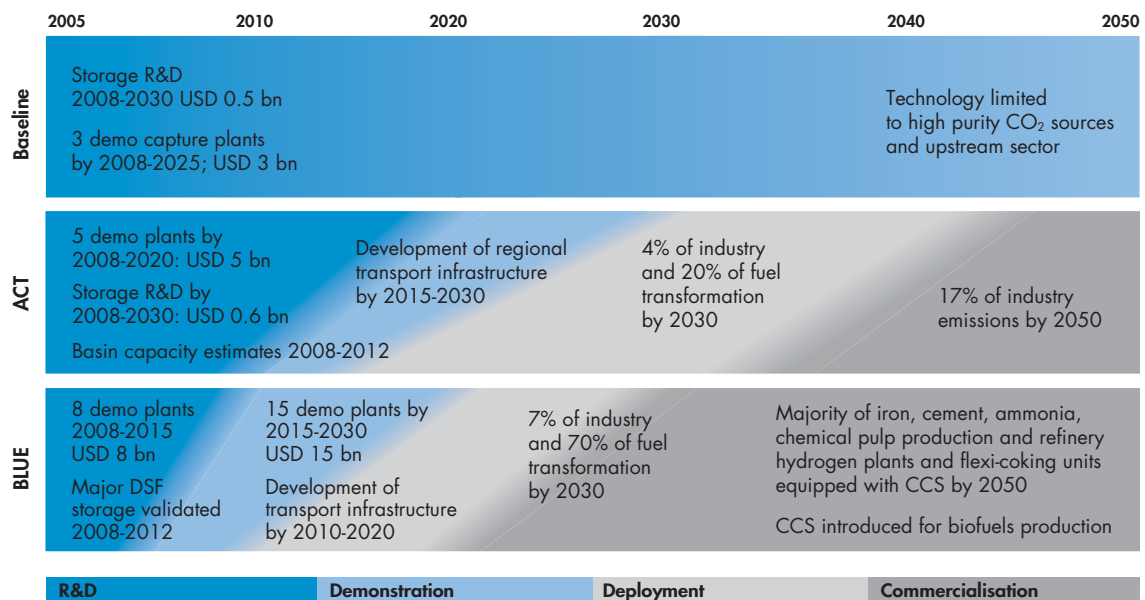 2005 2010 2020 2030 2040 2050
Baseline
Storage R&D
2008-2030 USD 0.5 bn
3 demo capture plants
by 2008-2025; USD 3 bn
Technology limited
to high purity CO₂ sources
and upstream sector
ACT
5 demo plants by
2008-2020: USD 5 bn
Storage R&D by
2008-2030: USD 0.6 bn
Basin capacity estimates 2008-2012
Development of regional
transport infrastructure
by 2015-2030
4% of industry
and 20% of fuel
transformation
by 2030
17% of industry
emissions by 2050
BLUE
8 demo plants
2008-2015
USD 8 bn
Major DSF
storage validated
2008-2012
15 demo plants by
2015-2030
USD 15 bn
Development of
transport infrastructure
by 2010-2020
7% of industry
and 70% of fuel
transformation
by 2030
Majority of iron, cement, ammonia,
chemical pulp production and refinery
hydrogen plants and flexi-coking units
equipped with CCS by 2050
CCS introduced for biofuels production
R&D Demonstration Deployment Commercialisation